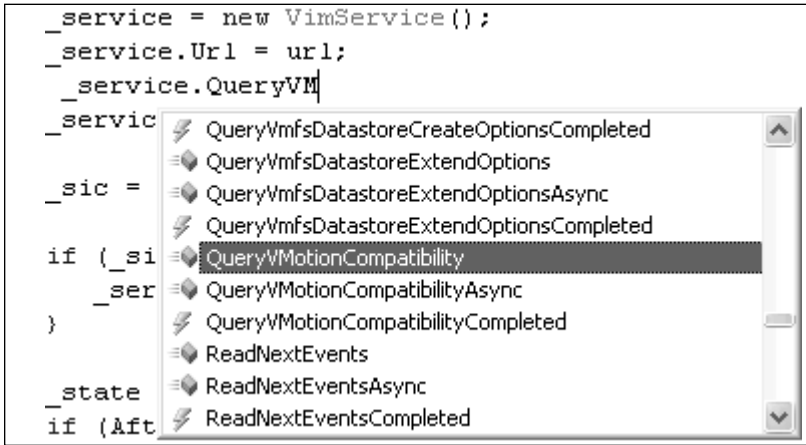 _service = new VimService();
_service.Url = url;
_service.QueryVM
_servic
QueryVmfsDatastoreCreateOptionsCompleted
QueryVmfsDatastoreExtendOptions
_sic =
QueryVmfsDatastoreExtendOptionsAsync
QueryVmfsDatastoreExtendOptionsCompleted
if (_si
QueryVMotionCompatibility
_ser
QueryVMotionCompatibilityAsync
}
QueryVMotionCompatibilityCompleted
ReadNextEvents
_state
ReadNextEventsAsync
if (Aft
ReadNextEventsCompleted